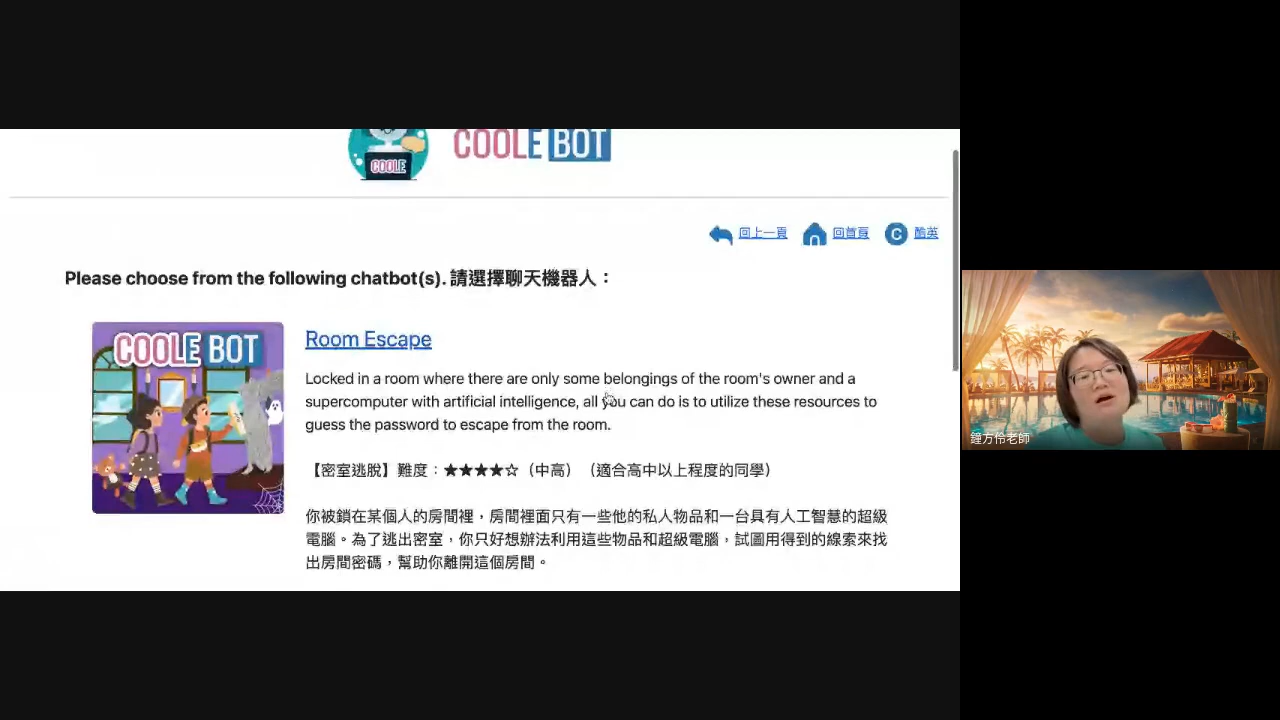 COOLE
COOLE BOT
回上一頁
回首頁
C
酷英
Please choose from the following chatbot(s). 請選擇聊天機器人：
COOLE BOT
Room Escape
Locked in a room where there are only some belongings of the room's owner and a
supercomputer with artificial intelligence, all you can do is to utilize these resources to
guess the password to escape from the room.
【密室逃脫】難度：★★★★☆（中高）（適合高中以上程度的同學）
你被鎖在某個人的房間裡，房間裡面只有一些他的私人物品和一台具有人工智慧的超級
電腦。為了逃出密室，你只好想辦法利用這些物品和超級電腦，試圖用得到的線索來找
出房間密碼，幫助你離開這個房間。
鐘方伶老師